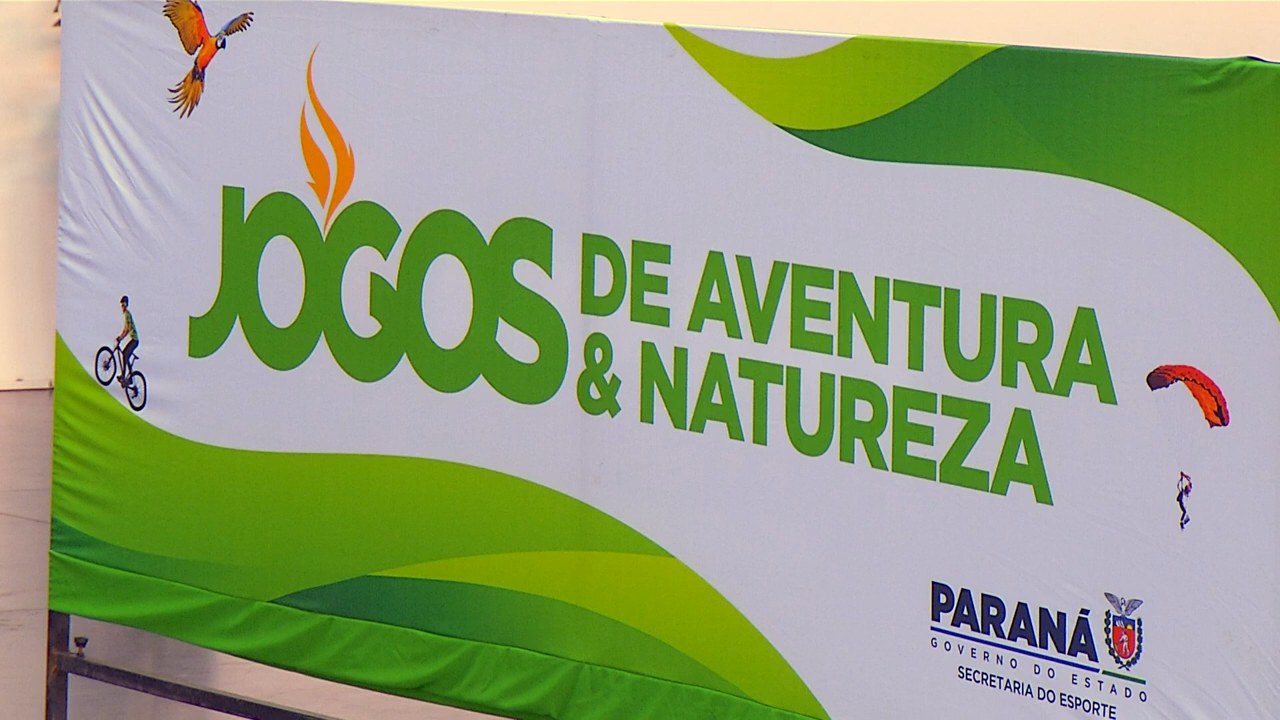 JOGOS DE AVENTURA
& NATUREZA
PARANÁ
GOVERNO DO ESTADO
SECRETARIA DO ESPORTE